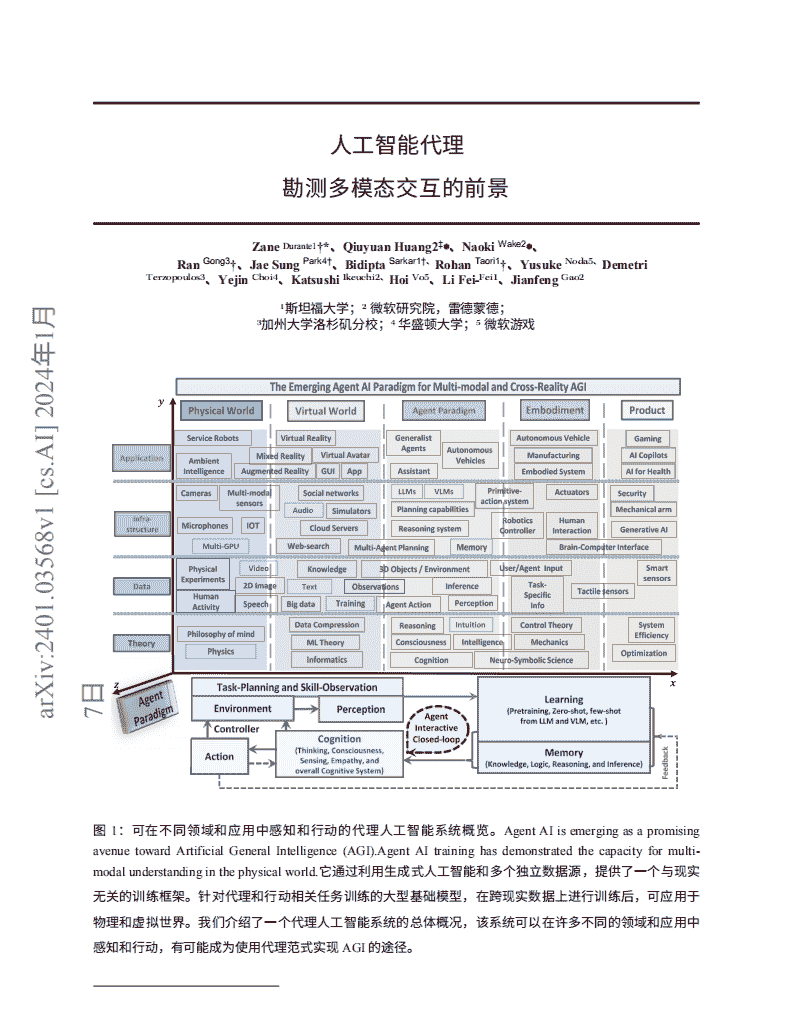 人工智能代理
勘测多模态交互的前景
Zane Durante1†*、Qiuyuan Huang2‡*、Naoki Wake2*、
Ran Gong3†、Jae Sung Park4†、Bidipta Sarkar1†、Rohan Taori1†、Yusuke Noda5、Demetri
Terzopoulos3、Yejin Choi4、Katsushi Ikeuchi2、Hoi Vo5、Li Fei-Fei1、Jianfeng Gao2
1斯坦福大学；2 微软研究院，雷德蒙德；
3加州大学洛杉矶分校；4 华盛顿大学；5 微软游戏
arXiv:2401.03568v1 [cs.AI] 2024年1月
7日
The Emerging Agent AI Paradigm for Multi-modal and Cross-Reality AGI
y
Physical World
Virtual World
Agent Paradigm
Embodiment
Product
Application
Service Robots
Ambient
Intelligence
Virtual Reality
Mixed Reality
Virtual Avatar
Augmented Reality
GUI
App
Generalist
Agents
Autonomous
Vehicles
Assistant
Autonomous Vehicle
Manufacturing
Embodied System
Gaming
AI Copilots
AI for Health
Infra-
structure
Cameras
Multi-modal
sensors
Microphones
IOT
Multi-GPU
Social networks
Audio
Simulators
Cloud Servers
Web-search
LLMs
VLMs
Planning capabilities
Reasoning system
Multi-Agent Planning
Memory
Primitive-
action system
Actuators
Robotics
Controller
Human
Interaction
Brain-Computer Interface
Security
Mechanical arm
Generative AI
Data
Physical
Experiments
Video
2D Image
Human
Activity
Speech
Knowledge
Text
Big data
Training
3D Objects / Environment
Observations
Inference
Agent Action
Perception
User/Agent Input
Task-
Specific
Info
Tactile sensors
Smart
sensors
Theory
Philosophy of mind
Physics
Data Compression
ML Theory
Informatics
Reasoning
Intuition
Consciousness
Intelligence
Cognition
Control Theory
Mechanics
Neuro-Symbolic Science
System
Efficiency
Optimization
z
x
Agent
Paradigm
Task-Planning and Skill-Observation
Environment
Perception
Controller
Action
Cognition
(Thinking, Consciousness,
Sensing, Empathy, and
overall Cognitive System)
Agent
Interactive
Closed-loop
Learning
(Pretraining, Zero-shot, few-shot
from LLM and VLM, etc. )
Memory
(Knowledge, Logic, Reasoning, and Inference)
Feedback
图 1：可在不同领域和应用中感知和行动的代理人工智能系统概览。Agent AI is emerging as a promising
avenue toward Artificial General Intelligence (AGI).Agent AI training has demonstrated the capacity for multi-
modal understanding in the physical world.它通过利用生成式人工智能和多个独立数据源，提供了一个与现实
无关的训练框架。针对代理和行动相关任务训练的大型基础模型，在跨现实数据上进行训练后，可应用于
物理和虚拟世界。我们介绍了一个代理人工智能系统的总体概况，该系统可以在许多不同的领域和应用中
感知和行动，有可能成为使用代理范式实现 AGI 的途径。